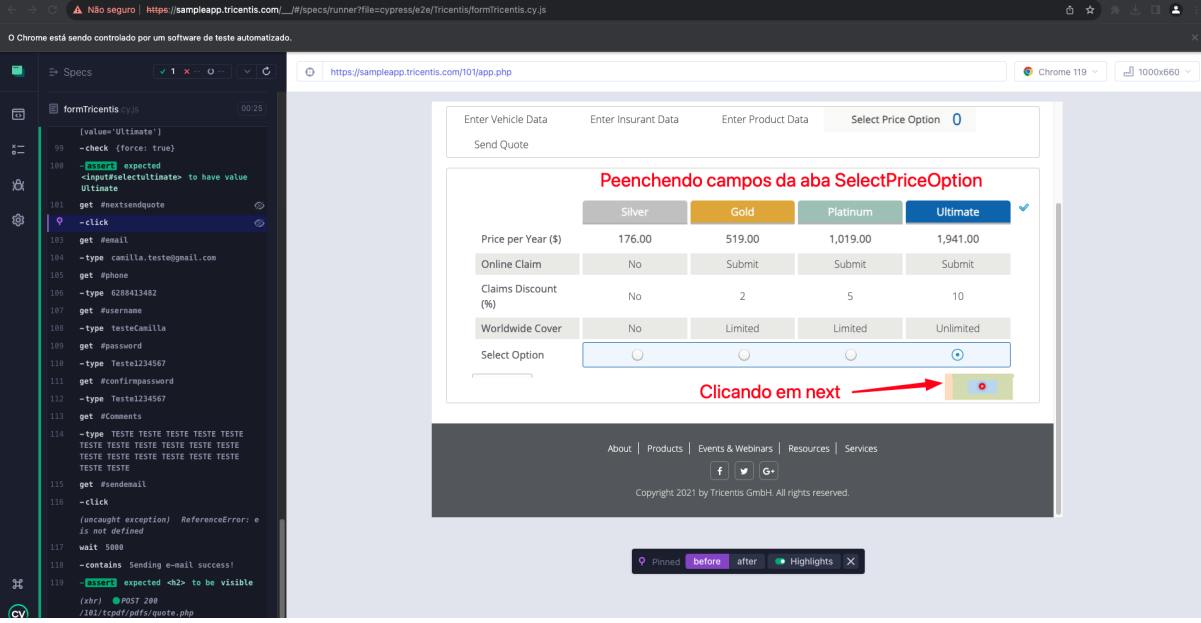 Não seguro | https://sampleapp.tricentis.com/__/#/specs/runner?file=cypress/e2e/Tricentis/formTricentis.cy.js
O Chrome está sendo controlado por um software de teste automatizado.
Specs
1 -- --
formTricentis cy.js 00:25
[value='Ultimate']
99 -check {force: true}
100 -assert expected
<input#selectultimate> to have value
Ultimate
101 get #nextsendquote
-click
103 get #email
104 -type camilla.teste@gmail.com
105 get #phone
106 -type 6288413482
107 get #username
108 -type testeCamilla
109 get #password
110 -type Teste1234567
111 get #confirmpassword
112 -type Teste1234567
113 get #Comments
114 -type TESTE TESTE TESTE TESTE TESTE
TESTE TESTE TESTE TESTE TESTE TESTE
TESTE TESTE TESTE TESTE TESTE TESTE
TESTE TESTE
115 get #sendemail
116 -click
(uncaught exception) ReferenceError: e
is not defined
117 wait 5000
118 -contains Sending e-mail success!
119 -assert expected <h2> to be visible
(xhr) POST 200
/101/tcpdf/pdfs/quote.php
CV
https://sampleapp.tricentis.com/101/app.php
Chrome 119
1000x660
Enter Vehicle Data Enter Insurant Data Enter Product Data Select Price Option 0
Send Quote
Peenchendo campos da aba SelectPriceOption
Silver Gold Platinum Ultimate
Price per Year ($) 176.00 519.00 1,019.00 1,941.00
Online Claim No Submit Submit Submit
Claims Discount
(%) No 2 5 10
Worldwide Cover No Limited Limited Unlimited
Select Option
Clicando em next
About | Products | Events & Webinars | Resources | Services
f G+
Copyright 2021 by Tricentis GmbH. All rights reserved.
Pinned before after Highlights